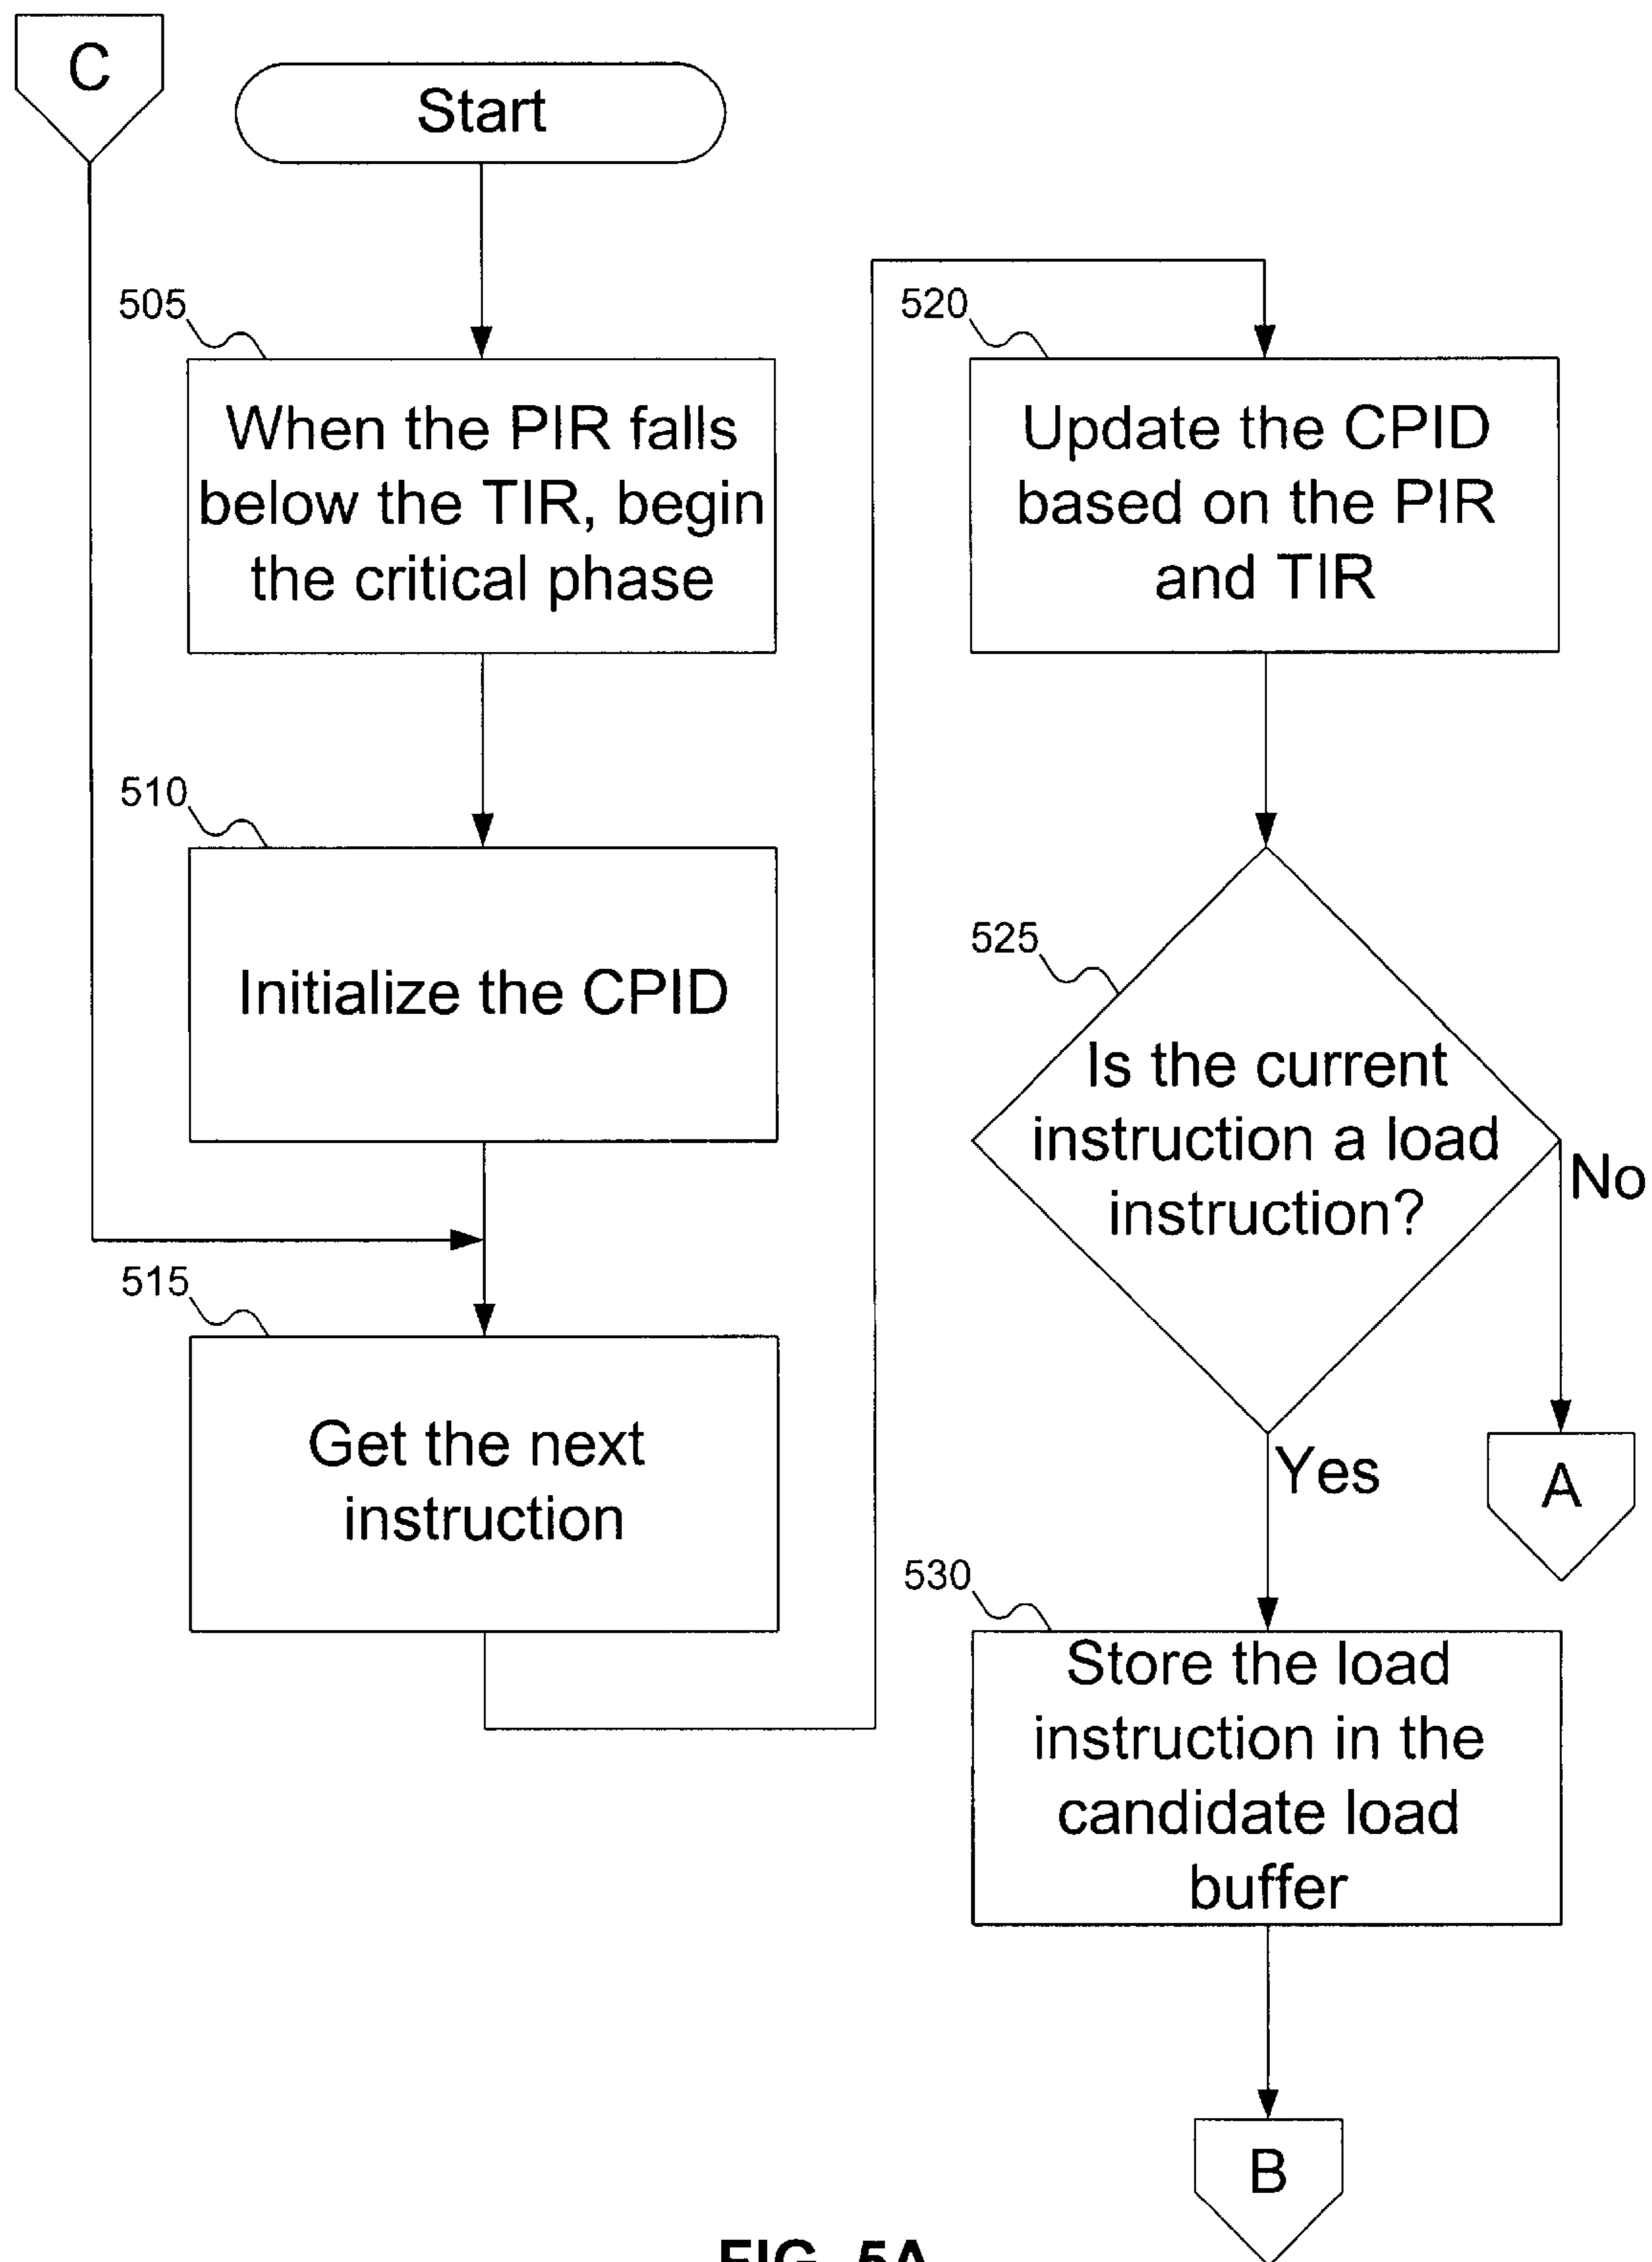 C
Start
505
When the PIR falls
below the TIR, begin
the critical phase
510
Initialize the CPID
515
Get the next
instruction
520
Update the CPID
based on the PIR
and TIR
525
Is the current
instruction a load
instruction?
No
A
Yes
530
Store the load
instruction in the
candidate load
buffer
B
FIG. 5A